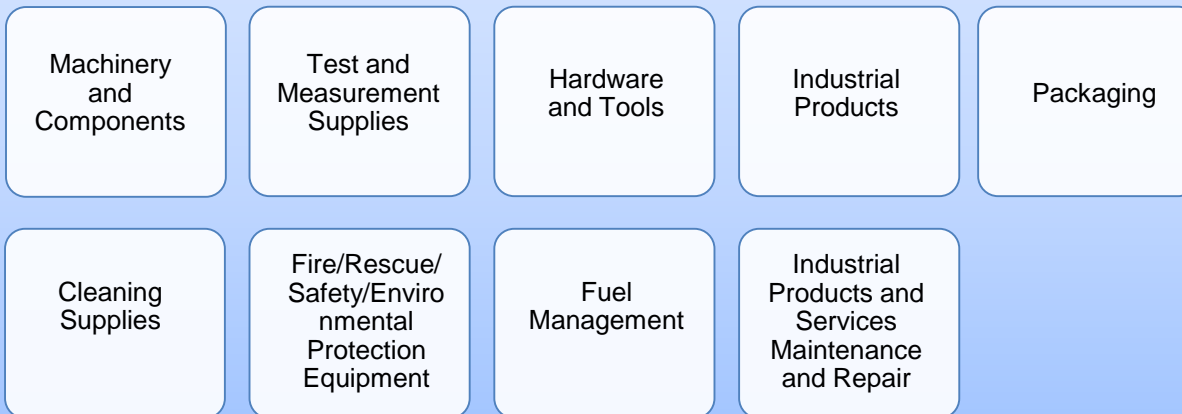 Machinery
and
Components
Test and
Measurement
Supplies
Hardware
and Tools
Industrial
Products
Packaging
Cleaning
Supplies
Fire/Rescue/
Safety/Enviro
nmental
Protection
Equipment
Fuel
Management
Industrial
Products and
Services
Maintenance
and Repair